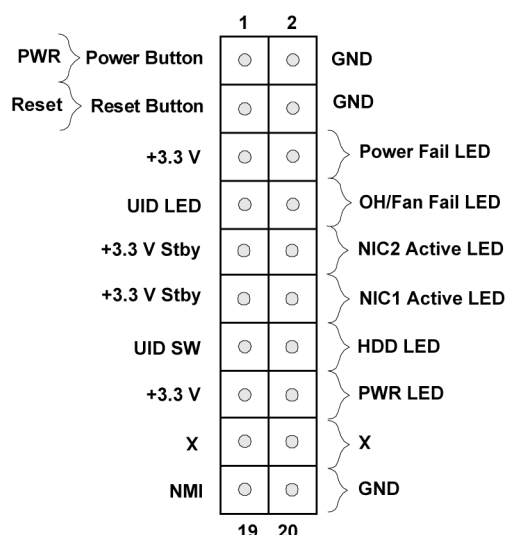 1 2
PWR Power Button GND
Reset Reset Button GND
+3.3 V Power Fail LED
UID LED OH/Fan Fail LED
+3.3 V Stby NIC2 Active LED
+3.3 V Stby NIC1 Active LED
UID SW HDD LED
+3.3 V PWR LED
X X
NMI GND
19 20